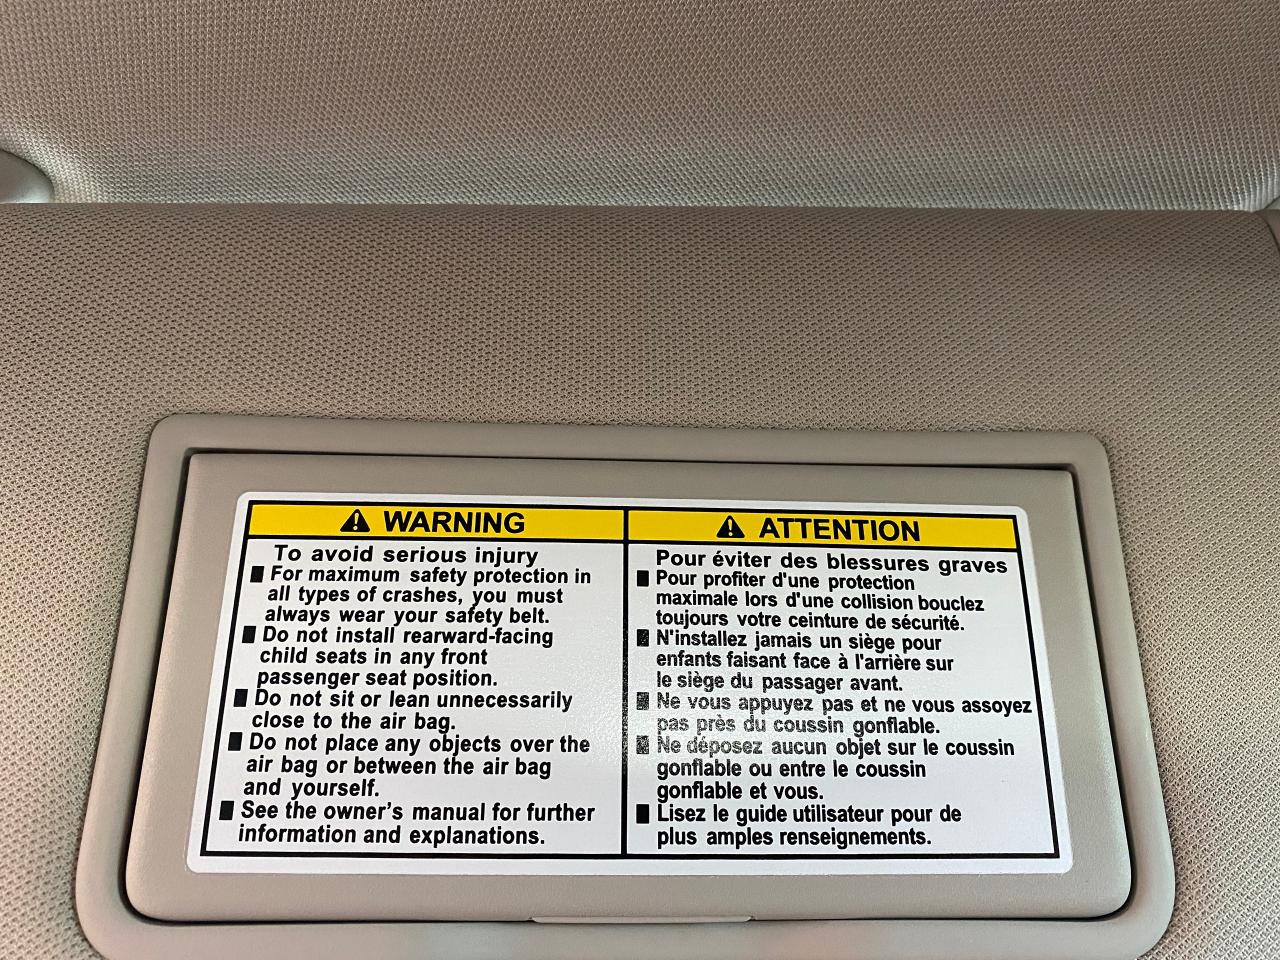 WARNING
To avoid serious injury
For maximum safety protection in
all types of crashes, you must
always wear your safety belt.
Do not install rearward-facing
child seats in any front
passenger seat position.
Do not sit or lean unnecessarily
close to the air bag.
Do not place any objects over the
air bag or between the air bag
and yourself.
See the owner's manual for further
information and explanations.
ATTENTION
Pour éviter des blessures graves
Pour profiter d'une protection
maximale lors d'une collision bouclez
toujours votre ceinture de sécurité.
N'installez jamais un siège pour
enfants faisant face à l'arrière sur
le siège du passager avant.
Ne vous appuyez pas et ne vous assoyez
pas près du coussin gonflable.
Ne déposez aucun objet sur le coussin
gonflable ou entre le coussin
gonflable et vous.
Lisez le guide utilisateur pour de
plus amples renseignements.